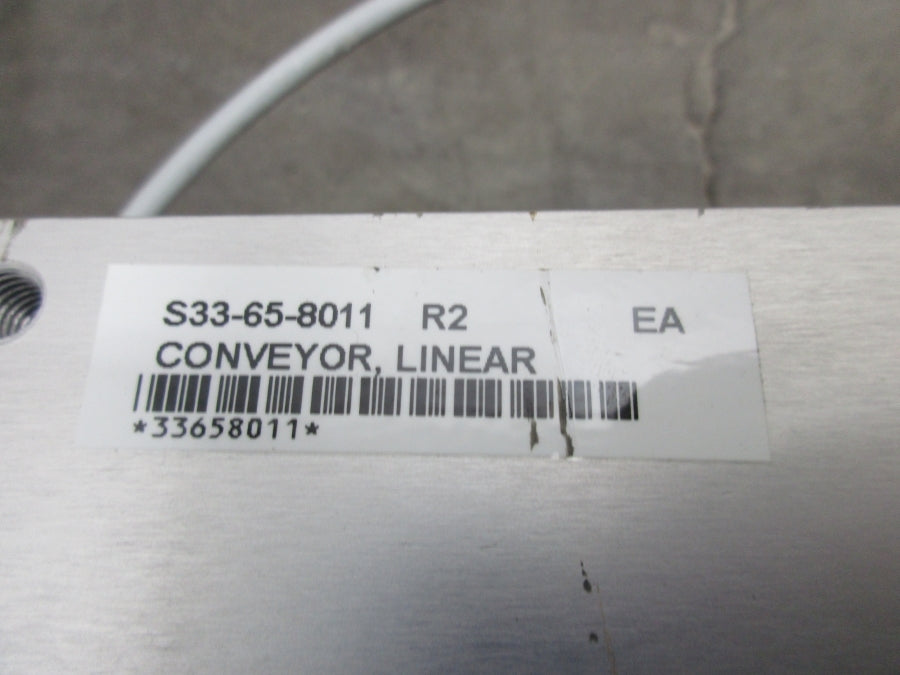 S33-65-8011 R2 EA
CONVEYOR, LINEAR
*33658011*